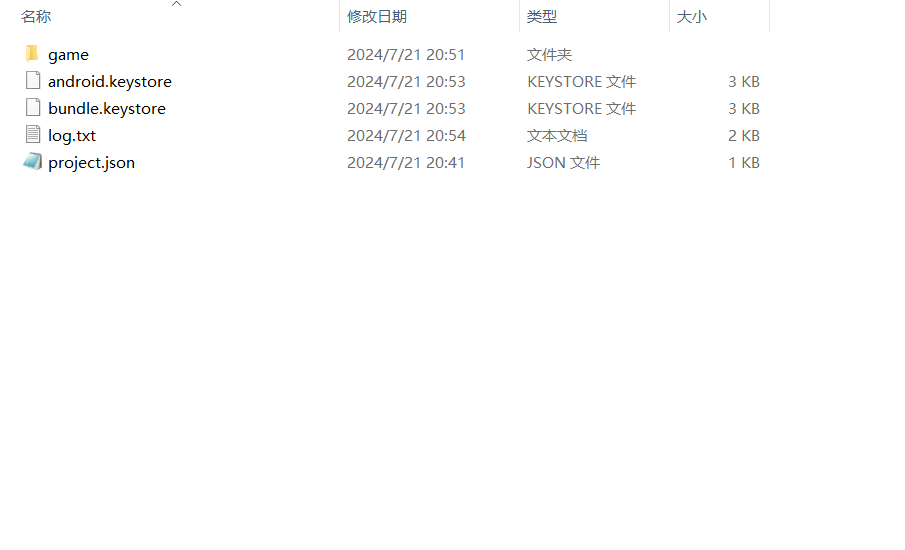 名称 修改日期 类型 大小
game 2024/7/21 20:51 文件夹
android.keystore 2024/7/21 20:53 KEYSTORE 文件 3 KB
bundle.keystore 2024/7/21 20:53 KEYSTORE 文件 3 KB
log.txt 2024/7/21 20:54 文本文档 2 KB
project.json 2024/7/21 20:41 JSON 文件 1 KB